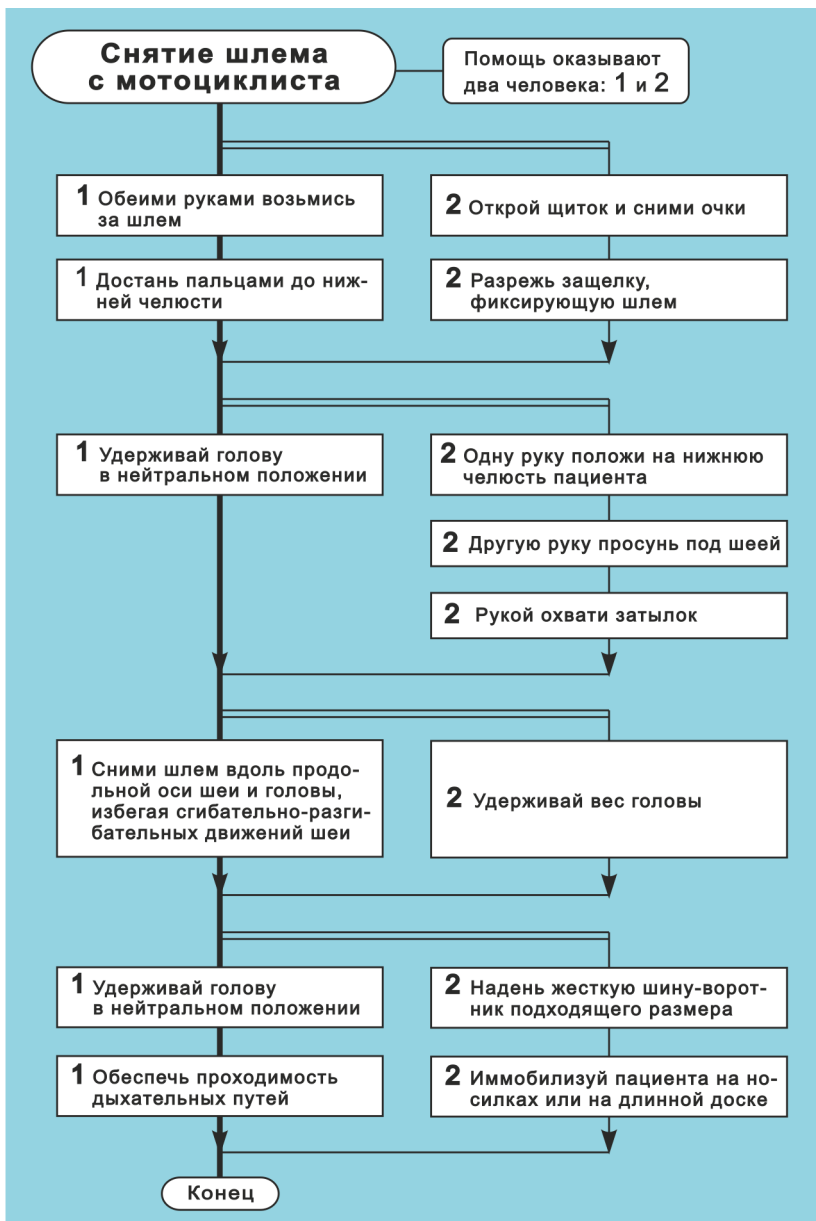 Снятие шлема
с мотоциклиста
Помощь оказывают
два человека: 1 и 2
1 Обеими руками возьмись
за шлем
2 Открой щиток и сними очки
1 Достань пальцами до ниж-
ней челюсти
2 Разрежь защелку,
фиксирующую шлем
1 Удерживай голову
в нейтральном положении
2 Одну руку положи на нижнюю
челюсть пациента
2 Другую руку просунь под шеей
2 Рукой охвати затылок
1 Сними шлем вдоль продо-
льной оси шеи и головы,
избегая сгибательно-разги-
бательных движений шеи
2 Удерживай вес головы
1 Удерживай голову
в нейтральном положении
2 Надень жесткую шину-ворот-
ник подходящего размера
1 Обеспечь проходимость
дыхательных путей
2 Иммобилизуй пациента на но-
силках или на длинной доске
Конец